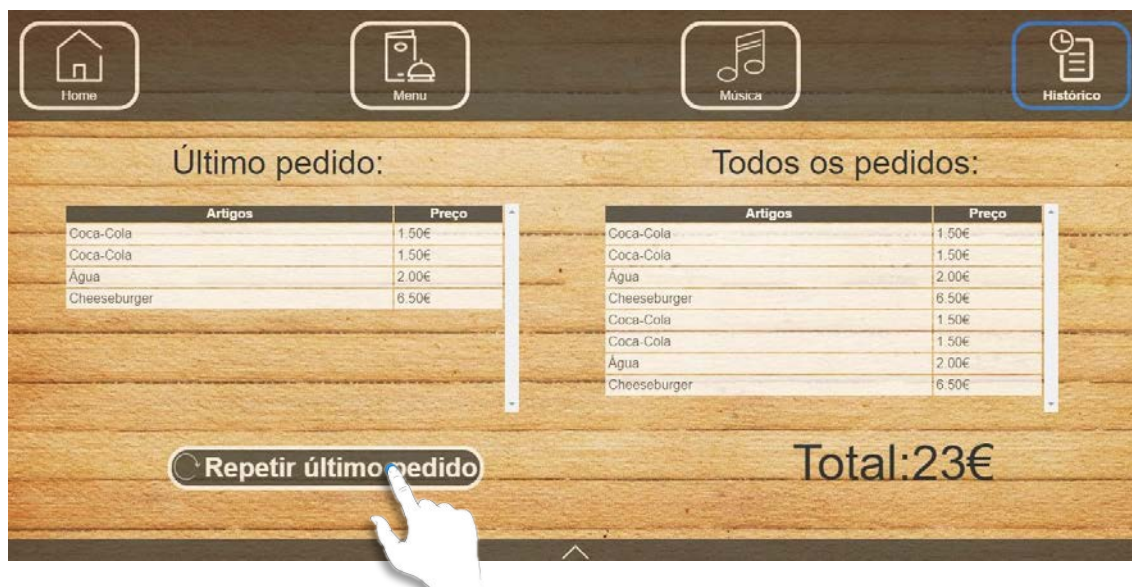 Home
Menu
Música
Histórico
Último pedido:
Artigos Preço
Coca-Cola 1.50€
Coca-Cola 1.50€
Água 2.00€
Cheeseburger 6.50€
Repetir último pedido
Todos os pedidos:
Artigos Preço
Coca-Cola 1.50€
Coca-Cola 1.50€
Água 2.00€
Cheeseburger 6.50€
Coca-Cola 1.50€
Coca-Cola 1.50€
Água 2.00€
Cheeseburger 6.50€
Total:23€